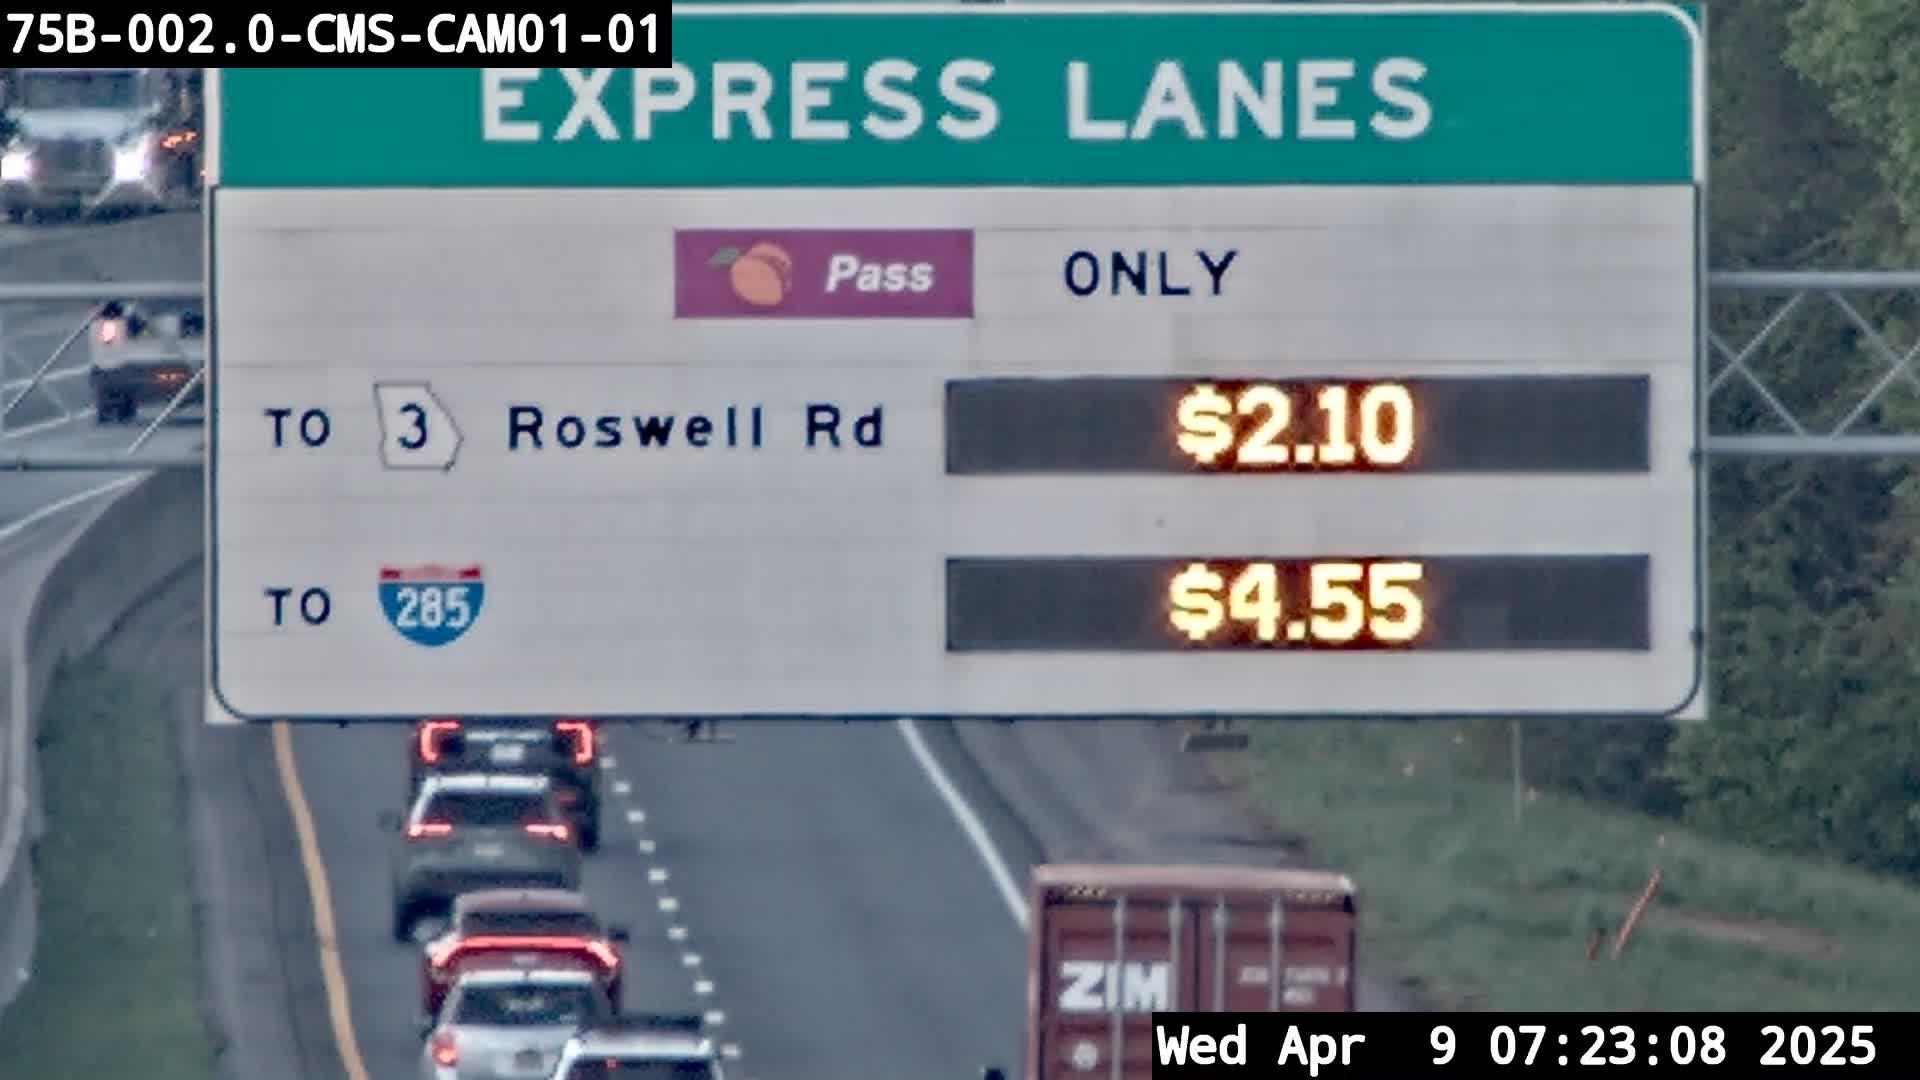 75B-002.0-CMS-CAM01-01
EXPRESS LANES
Pass ONLY
TO 3 Roswell Rd $2.10
TO 285 $4.55
ZIM
Wed Apr 9 07:23:08 2025